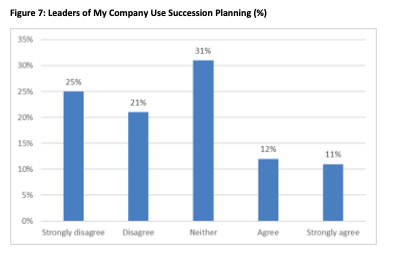 Figure 7: Leaders of My Company Use Succession Planning (%)
35%
30%
25%
20%
15%
10%
5%
0%
25%
21%
31%
12%
11%
Strongly disagree
Disagree
Neither
Agree
Strongly agree